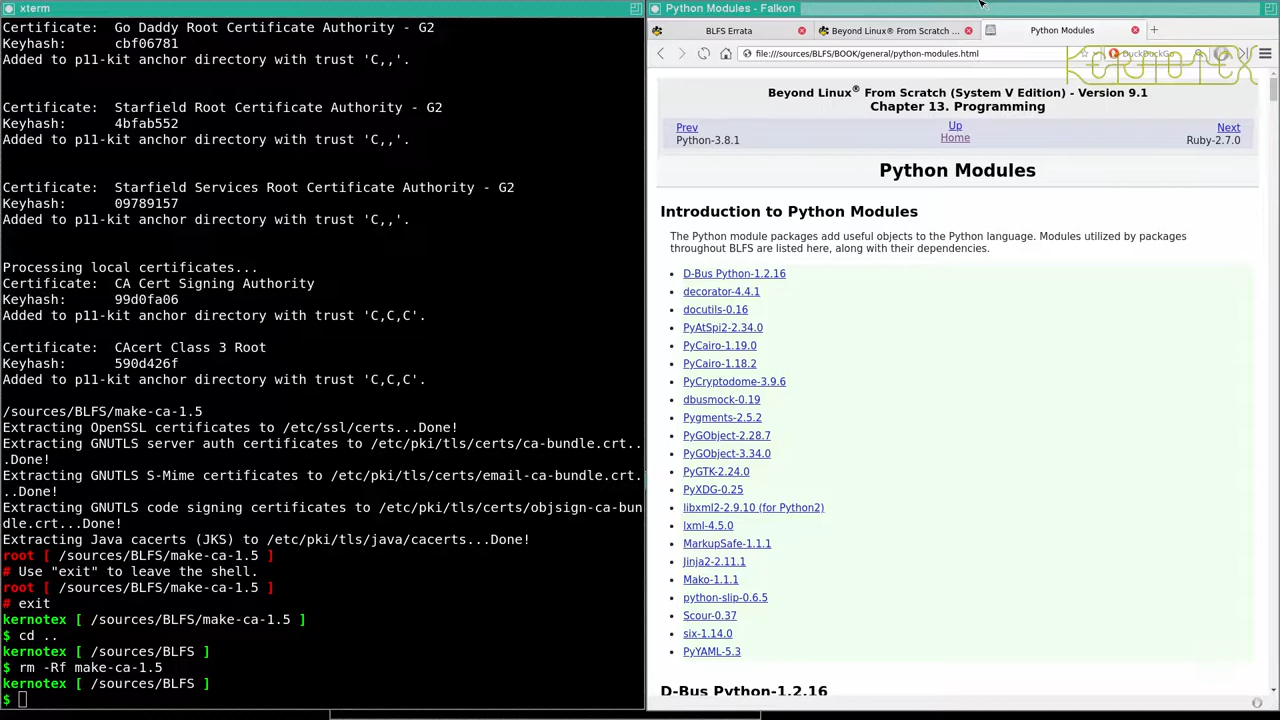 xterm
Certificate:  Go Daddy Root Certificate Authority - G2
Keyhash:      cbf06781
Added to p11-kit anchor directory with trust 'C,,'.
Certificate:  Starfield Root Certificate Authority - G2
Keyhash:      4bfab552
Added to p11-kit anchor directory with trust 'C,,'.
Certificate:  Starfield Services Root Certificate Authority - G2
Keyhash:      09789157
Added to p11-kit anchor directory with trust 'C,,'.
Processing local certificates...
Certificate:  CA Cert Signing Authority
Keyhash:      99d0fa06
Added to p11-kit anchor directory with trust 'C,C,C'.
Certificate:  CAcert Class 3 Root
Keyhash:      590d426f
Added to p11-kit anchor directory with trust 'C,C,C'.
/sources/BLFS/make-ca-1.5
Extracting OpenSSL certificates to /etc/ssl/certs...Done!
Extracting GNUTLS server auth certificates to /etc/pki/tls/certs/ca-bundle.crt..
.Done!
Extracting GNUTLS S-Mime certificates to /etc/pki/tls/certs/email-ca-bundle.crt.
..Done!
Extracting GNUTLS code signing certificates to /etc/pki/tls/certs/objsign-ca-bun
dle.crt...Done!
Extracting Java cacerts (JKS) to /etc/pki/tls/java/cacerts...Done!
root [ /sources/BLFS/make-ca-1.5 ]
# Use "exit" to leave the shell.
root [ /sources/BLFS/make-ca-1.5 ]
# exit
kernotex [ /sources/BLFS/make-ca-1.5 ]
$ cd ..
kernotex [ /sources/BLFS ]
$ rm -Rf make-ca-1.5
kernotex [ /sources/BLFS ]
$
Python Modules - Falkon
BLFS Errata
Beyond Linux® From Scratch ...
Python Modules
file:///sources/BLFS/BOOK/general/python-modules.html
DuckDuckGo
KERNOTEX
Beyond Linux® From Scratch (System V Edition) - Version 9.1
Chapter 13. Programming
Prev
Up
Next
Python-3.8.1
Home
Ruby-2.7.0
Python Modules
Introduction to Python Modules
The Python module packages add useful objects to the Python language. Modules utilized by packages
throughout BLFS are listed here, along with their dependencies.
• D-Bus Python-1.2.16
• decorator-4.4.1
• docutils-0.16
• PyAtSpi2-2.34.0
• PyCairo-1.19.0
• PyCairo-1.18.2
• PyCryptodome-3.9.6
• dbusmock-0.19
• Pygments-2.5.2
• PyGObject-2.28.7
• PyGObject-3.34.0
• PyGTK-2.24.0
• PyXDG-0.25
• libxml2-2.9.10 (for Python2)
• lxml-4.5.0
• MarkupSafe-1.1.1
• Jinja2-2.11.1
• Mako-1.1.1
• python-slip-0.6.5
• Scour-0.37
• six-1.14.0
• PyYAML-5.3
D-Bus Python-1.2.16